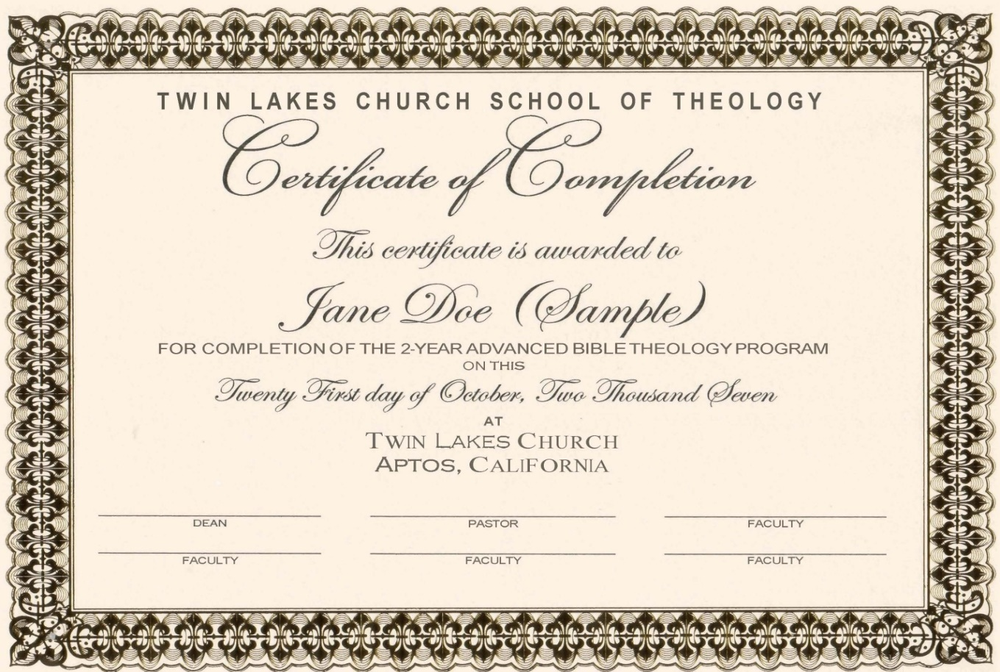 TWIN LAKES CHURCH SCHOOL OF THEOLOGY
Certificate of Completion
This certificate is awarded to
Jane Doe (Sample)
FOR COMPLETION OF THE 2-YEAR ADVANCED BIBLE THEOLOGY PROGRAM
ON THIS
Twenty First day of October, Two Thousand Seven
AT
TWIN LAKES CHURCH
APTOS, CALIFORNIA
DEAN PASTOR FACULTY
FACULTY FACULTY FACULTY